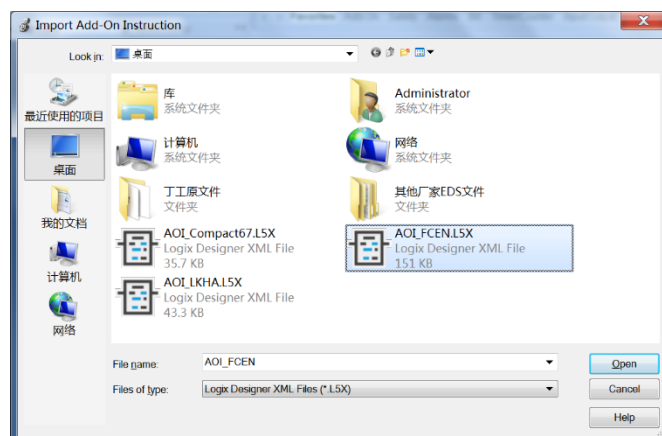 Import Add-On Instruction
Look in:
桌面
最近使用的项目
桌面
我的文档
计算机
网络
库
系统文件夹
Administrator
系统文件夹
计算机
系统文件夹
网络
系统文件夹
丁工原文件
文件夹
其他厂家EDS文件
文件夹
AOI_Compact67.L5X
Logix Designer XML File
35.7 KB
AOI_FCEN.L5X
Logix Designer XML File
151 KB
AOI_LKHA.L5X
Logix Designer XML File
43.3 KB
File name:
AOI_FCEN
Open
Files of type:
Logix Designer XML Files (*.L5X)
Cancel
Help